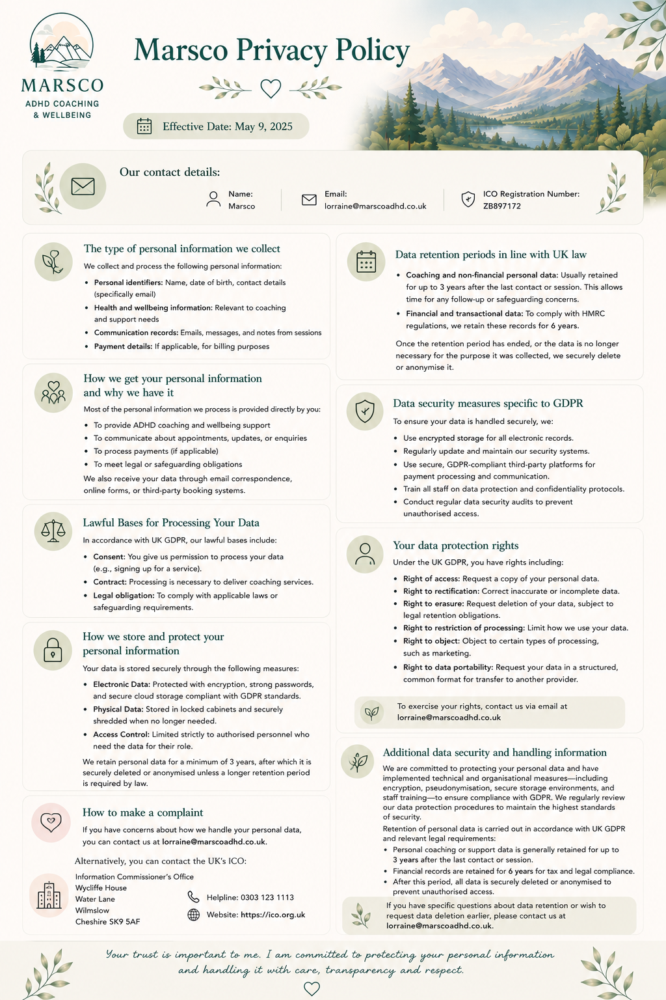 MARSCO
ADHD COACHING
& WELLBEING
Marsco Privacy Policy
Effective Date: May 9, 2025
Our contact details:
Name:
Marsco
Email:
lorraine@marscoadhd.co.uk
ICO Registration Number:
ZB897172
The type of personal information we collect
We collect and process the following personal information:
• Personal identifiers: Name, date of birth, contact details
(specifically email)
• Health and wellbeing information: Relevant to coaching
and support needs
• Communication records: Emails, messages, and notes from sessions
• Payment details: If applicable, for billing purposes
How we get your personal information
and why we have it
Most of the personal information we process is provided directly by you:
• To provide ADHD coaching and wellbeing support
• To communicate about appointments, updates, or enquiries
• To process payments (if applicable)
• To meet legal or safeguarding obligations
We also receive your data through email correspondence,
online forms, or third-party booking systems.
Lawful Bases for Processing Your Data
In accordance with UK GDPR, our lawful bases include:
• Consent: You give us permission to process your data
(e.g., signing up for a service).
• Contract: Processing is necessary to deliver coaching services.
• Legal obligation: To comply with applicable laws or
safeguarding requirements.
How we store and protect your
personal information
Your data is stored securely through the following measures:
• Electronic Data: Protected with encryption, strong passwords,
and secure cloud storage compliant with GDPR standards.
• Physical Data: Stored in locked cabinets and securely
shredded when no longer needed.
• Access Control: Limited strictly to authorised personnel who
need the data for their role.
We retain personal data for a minimum of 3 years, after which it is
securely deleted or anonymised unless a longer retention period
is required by law.
How to make a complaint
If you have concerns about how we handle your personal data,
you can contact us at lorraine@marscoadhd.co.uk.
Alternatively, you can contact the UK's ICO:
Information Commissioner's Office
Wycliffe House
Water Lane
Wilmslow
Cheshire SK9 5AF
Helpline: 0303 123 1113
Website: https://ico.org.uk
Data retention periods in line with UK law
• Coaching and non-financial personal data: Usually retained
for up to 3 years after the last contact or session. This allows
time for any follow-up or safeguarding concerns.
• Financial and transactional data: To comply with HMRC
regulations, we retain these records for 6 years.
Once the retention period has ended, or the data is no longer
necessary for the purpose it was collected, we securely delete
or anonymise it.
Data security measures specific to GDPR
To ensure your data is handled securely, we:
• Use encrypted storage for all electronic records.
• Regularly update and maintain our security systems.
• Use secure, GDPR-compliant third-party platforms for
payment processing and communication.
• Train all staff on data protection and confidentiality protocols.
• Conduct regular data security audits to prevent
unauthorised access.
Your data protection rights
Under the UK GDPR, you have rights including:
• Right of access: Request a copy of your personal data.
• Right to rectification: Correct inaccurate or incomplete data.
• Right to erasure: Request deletion of your data, subject to
legal retention obligations.
• Right to restriction of processing: Limit how we use your data.
• Right to object: Object to certain types of processing,
such as marketing.
• Right to data portability: Request your data in a structured,
common format for transfer to another provider.
To exercise your rights, contact us via email at
lorraine@marscoadhd.co.uk
Additional data security and handling information
We are committed to protecting your personal data and have
implemented technical and organisational measures—including
encryption, pseudonymisation, secure storage environments, and
staff training—to ensure compliance with GDPR. We regularly review
our data protection procedures to maintain the highest standards
of security.
Retention of personal data is carried out in accordance with UK GDPR
and relevant legal requirements:
• Personal coaching or support data is generally retained for up to
3 years after the last contact or session.
• Financial records are retained for 6 years for tax and legal compliance.
• After this period, all data is securely deleted or anonymised to
prevent unauthorised access.
If you have specific questions about data retention or wish to
request data deletion earlier, please contact us at
lorraine@marscoadhd.co.uk.
Your trust is important to me. I am committed to protecting your personal information
and handling it with care, transparency and respect.